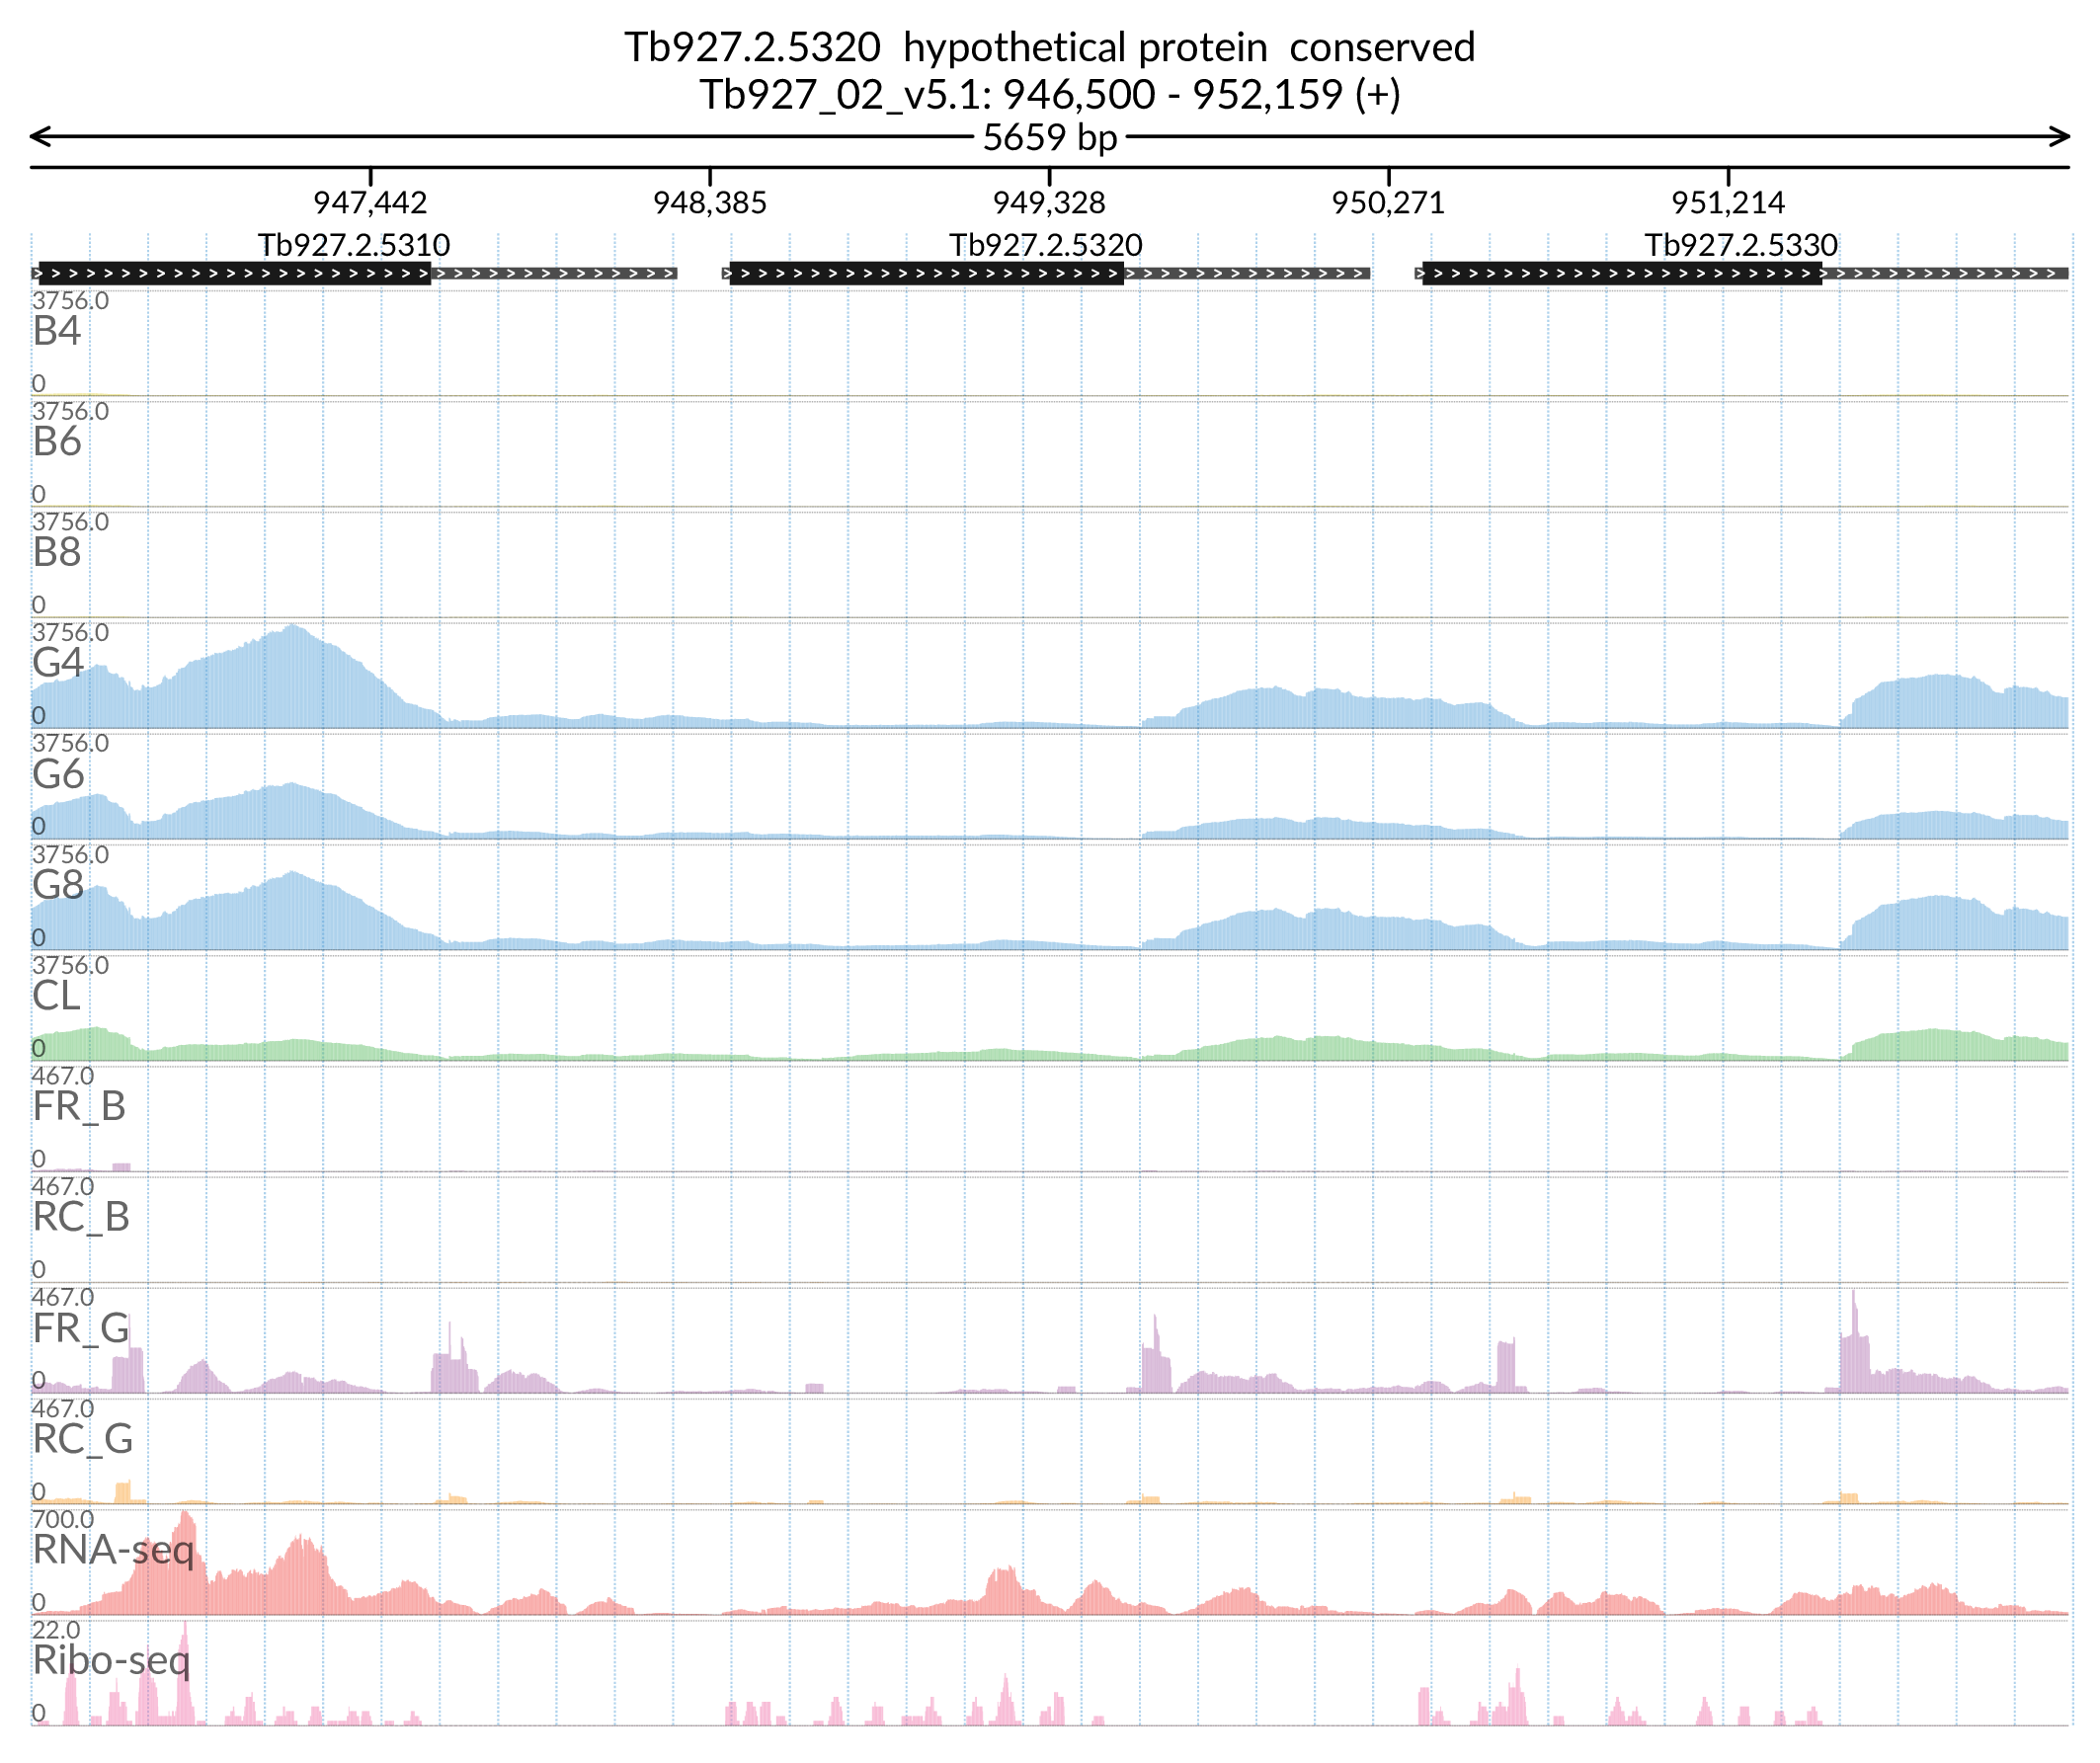 Tb927.2.5320 hypothetical protein conserved
Tb927_02_v5.1: 946,500 - 952,159 (+)
5659 bp
947,442 948,385 949,328 950,271 951,214
Tb927.2.5310 Tb927.2.5320 Tb927.2.5330
3756.0
B4
0
3756.0
B6
0
3756.0
B8
0
3756.0
G4
0
3756.0
G6
0
3756.0
G8
0
3756.0
CL
0
467.0
FR_B
0
467.0
RC_B
0
467.0
FR_G
0
467.0
RC_G
0
700.0
RNA-seq
0
22.0
Ribo-seq
0